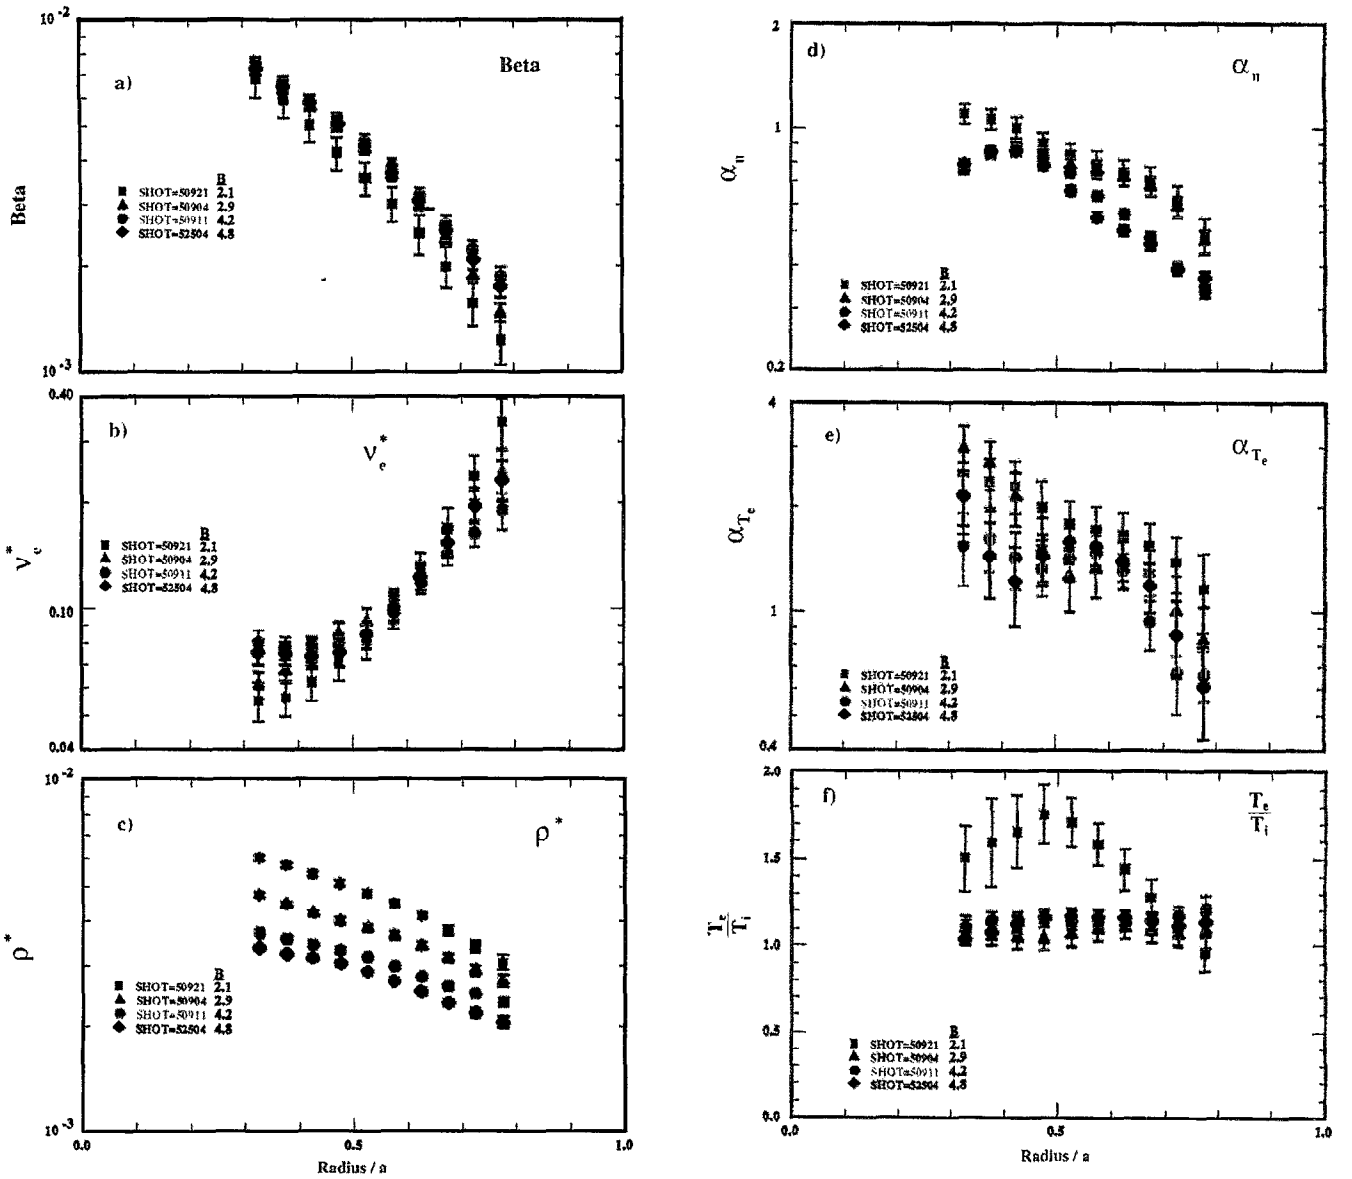 10⁻²
a)
Beta
Beta
B
SHOT=50921 2.1
SHOT=50904 2.9
SHOT=50911 4.2
SHOT=52504 4.8
10⁻³
0.40
b)
ν*e
ν*e
B
SHOT=50921 2.1
SHOT=50904 2.9
SHOT=50911 4.2
SHOT=52504 4.8
0.10
0.04
10⁻²
c)
ρ*
ρ*
B
SHOT=50921 2.1
SHOT=50904 2.9
SHOT=50911 4.2
SHOT=52504 4.8
10⁻³
0.0 0.5 1.0
Radius / a
2
d)
αn
αn
1
B
SHOT=50921 2.1
SHOT=50904 2.9
SHOT=50911 4.2
SHOT=52504 4.8
0.2
4
e)
αTe
αTe
1
B
SHOT=50921 2.1
SHOT=50904 2.9
SHOT=50911 4.2
SHOT=52504 4.8
0.4
2.0
f)
Te
Ti
1.5
Te
Ti
1.0
0.5
B
SHOT=50921 2.1
SHOT=50904 2.9
SHOT=50911 4.2
SHOT=52504 4.8
0.0
0.0 0.5 1.0
Radius / a